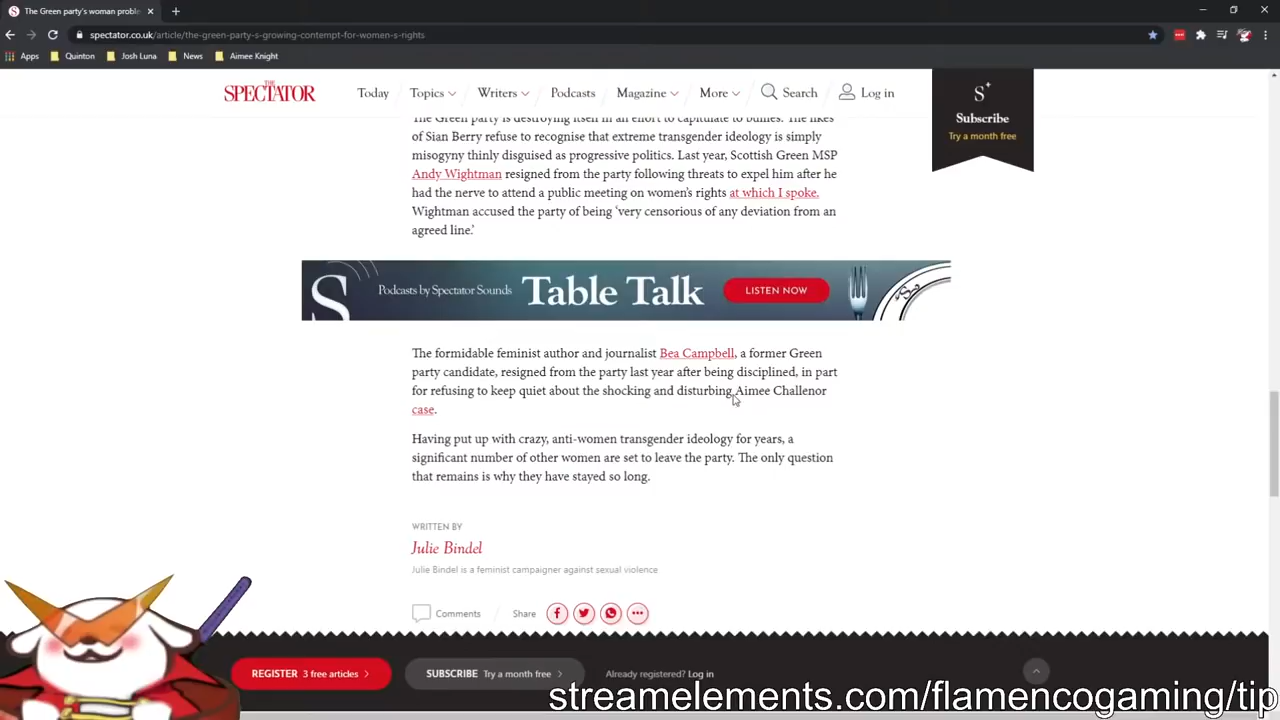 The Green party's woman proble
spectator.co.uk/article/the-green-party-s-growing-contempt-for-women-s-rights
Apps Quinton Josh Luna News Aimee Knight
THE SPECTATOR
Today Topics Writers Podcasts Magazine More Search Log in
S+
Subscribe
Try a month free
The Green party is destroying itself in an effort to capitulate to bullies. The likes
of Sian Berry refuse to recognise that extreme transgender ideology is simply
misogyny thinly disguised as progressive politics. Last year, Scottish Green MSP
Andy Wightman resigned from the party following threats to expel him after he
had the nerve to attend a public meeting on women's rights at which I spoke.
Wightman accused the party of being 'very censorious of any deviation from an
agreed line.'
S Podcasts by Spectator Sounds Table Talk LISTEN NOW
The formidable feminist author and journalist Bea Campbell, a former Green
party candidate, resigned from the party last year after being disciplined, in part
for refusing to keep quiet about the shocking and disturbing Aimee Challenor
case.
Having put up with crazy, anti-women transgender ideology for years, a
significant number of other women are set to leave the party. The only question
that remains is why they have stayed so long.
WRITTEN BY
Julie Bindel
Julie Bindel is a feminist campaigner against sexual violence
Comments Share
REGISTER 3 free articles SUBSCRIBE Try a month free Already registered? Log in
streamelements.com/flamencogaming/tip